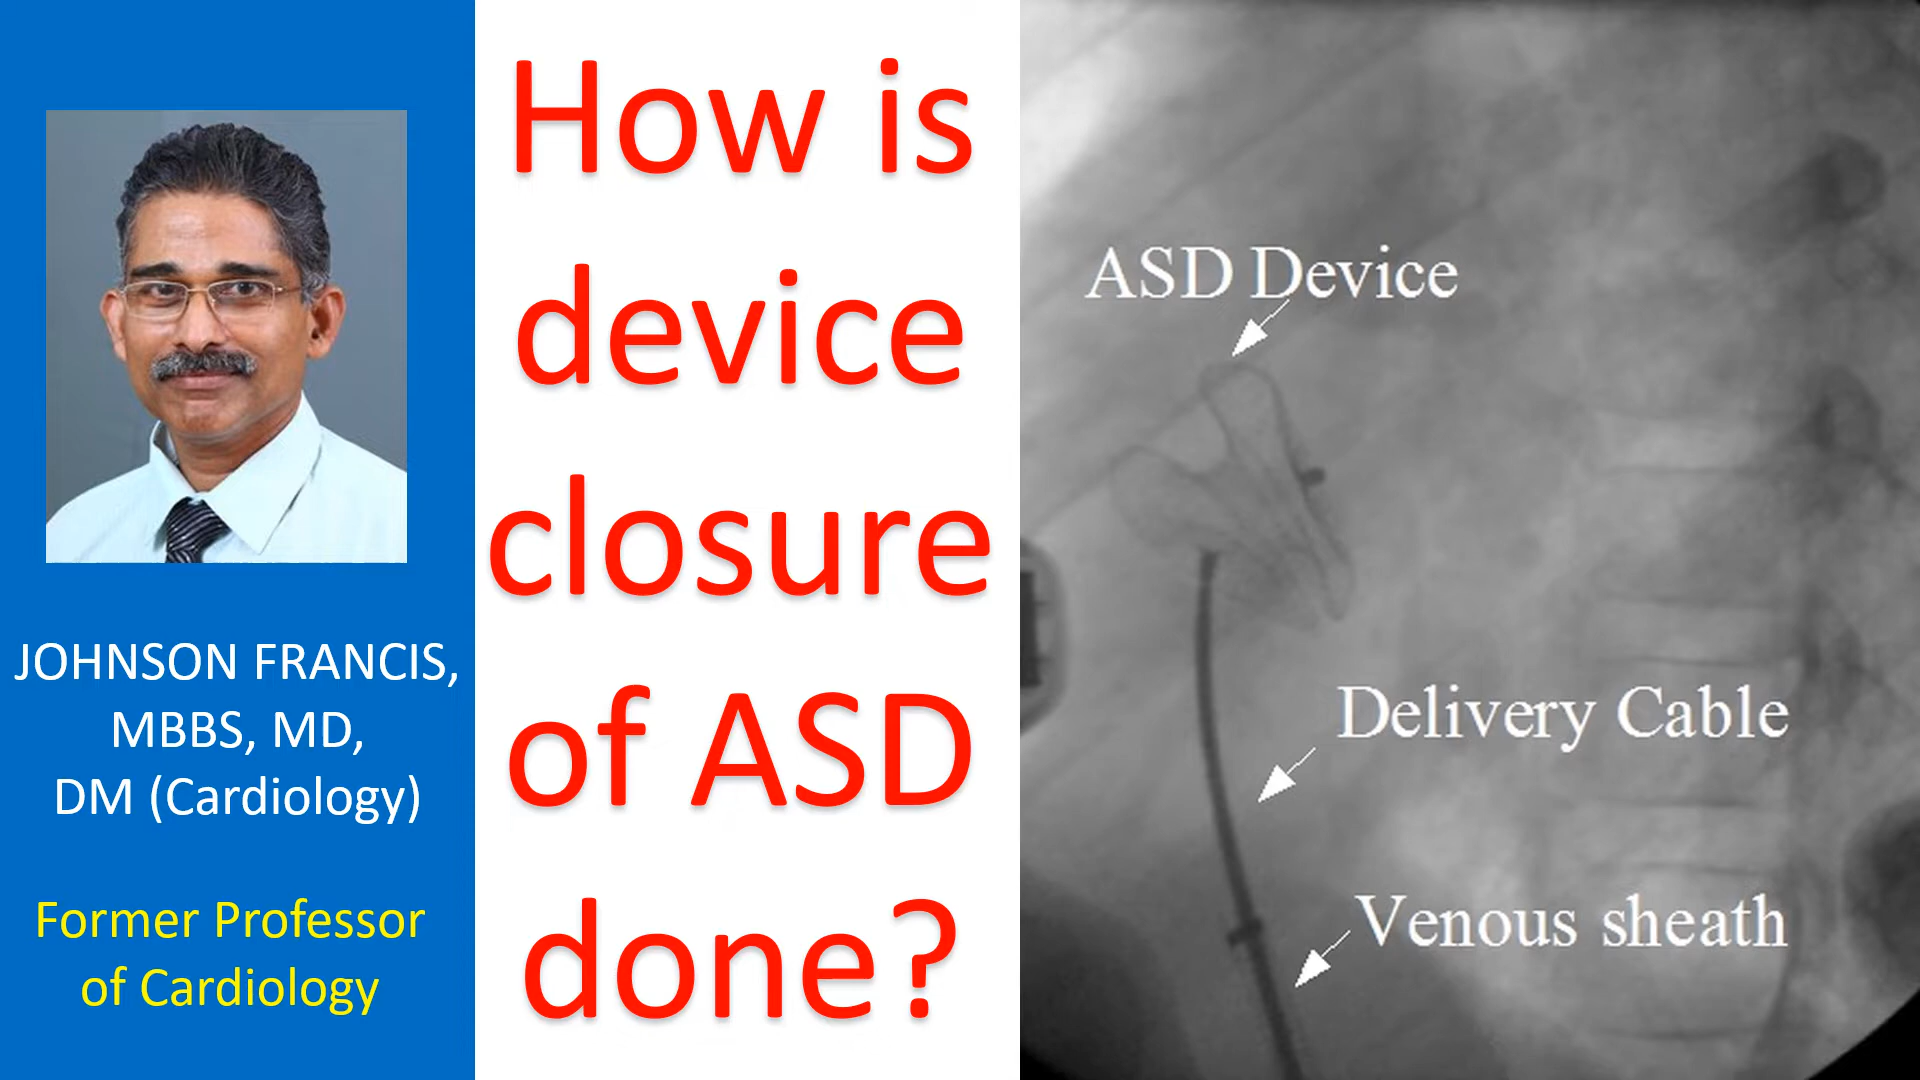 JOHNSON FRANCIS,
MBBS, MD,
DM (Cardiology)
Former Professor
of Cardiology
How is
device
closure
of ASD
done?
ASD Device
Delivery Cable
Venous sheath